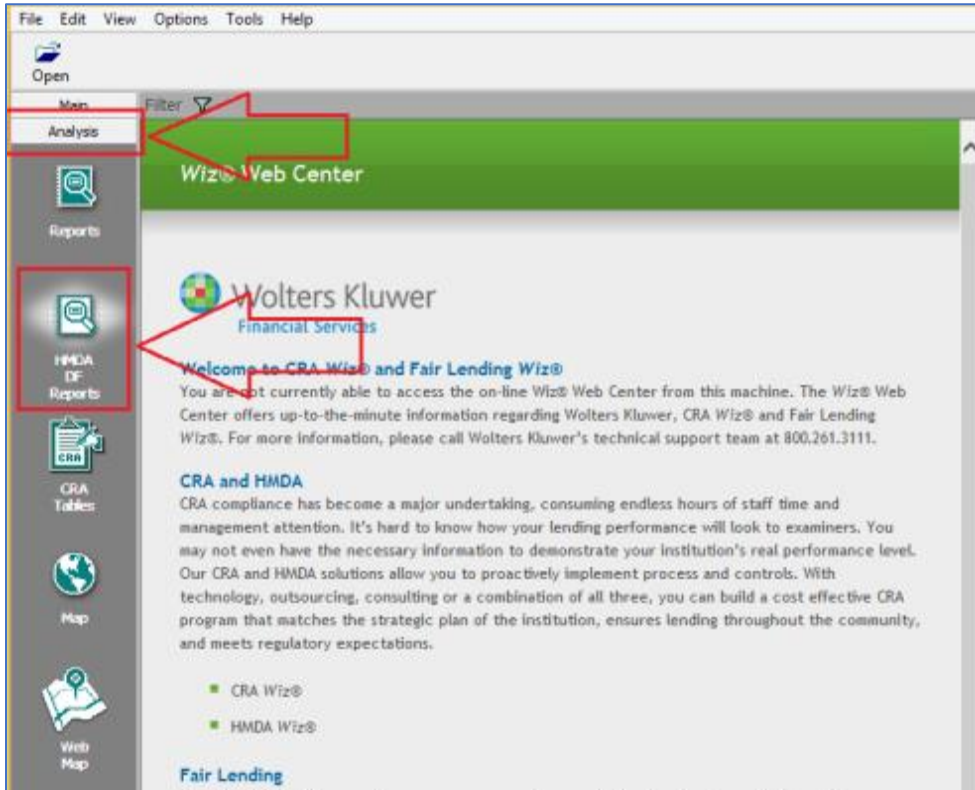 File Edit View Options Tools Help
Open
Main
Filter
Analysis
Wiz® Web Center
Reports
Wolters Kluwer
Financial Services
HMDA
DF
Reports
Welcome to CRA Wiz® and Fair Lending Wiz®
You are not currently able to access the on-line Wiz® Web Center from this machine. The Wiz® Web
Center offers up-to-the-minute information regarding Wolters Kluwer, CRA Wiz® and Fair Lending
Wiz®. For more information, please call Wolters Kluwer's technical support team at 800.261.3111.
CRA
CRA
Tables
CRA and HMDA
CRA compliance has become a major undertaking, consuming endless hours of staff time and
management attention. It's hard to know how your lending performance will look to examiners. You
may not even have the necessary information to demonstrate your institution's real performance level.
Our CRA and HMDA solutions allow you to proactively implement process and controls. With
technology, outsourcing, consulting or a combination of all three, you can build a cost effective CRA
program that matches the strategic plan of the institution, ensures lending throughout the community,
and meets regulatory expectations.
Map
CRA Wiz®
HMDA Wiz®
Web
Map
Fair Lending